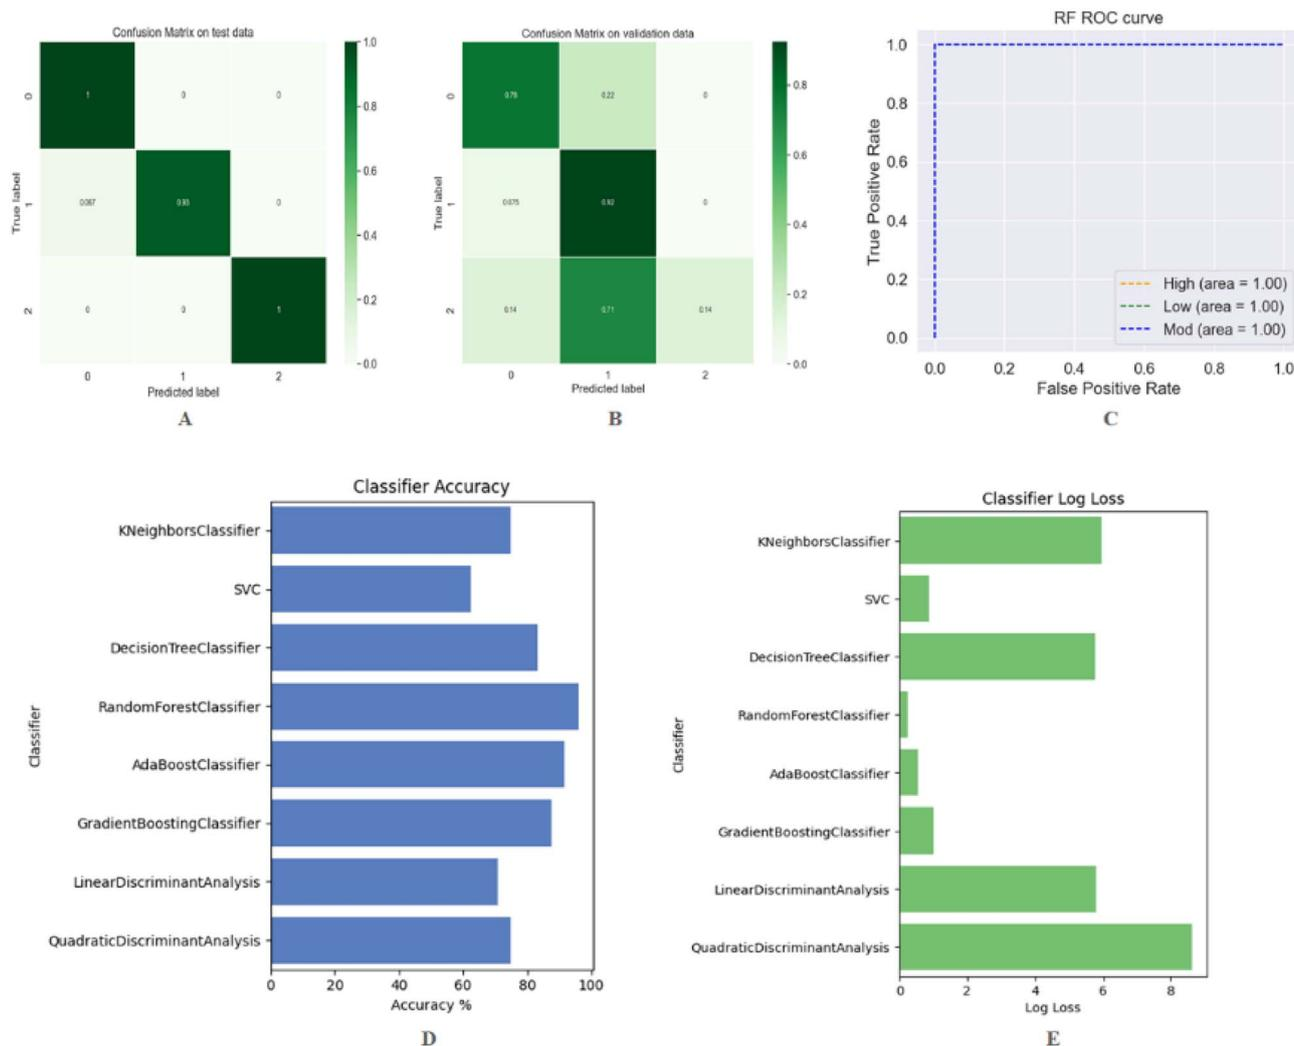 Confusion Matrix on test data
True label
0
1
2
1
0
0
0.067
0.93
0
0
0
1
0
1
2
Predicted label
1.0
0.8
0.6
0.4
0.2
0.0
A
Confusion Matrix on validation data
True label
0
1
2
0.78
0.22
0
0.075
0.92
0
0.14
0.71
0.14
0
1
2
Predicted label
0.8
0.6
0.4
0.2
0.0
B
RF ROC curve
True Positive Rate
1.0
0.8
0.6
0.4
0.2
0.0
High (area = 1.00)
Low (area = 1.00)
Mod (area = 1.00)
0.0 0.2 0.4 0.6 0.8 1.0
False Positive Rate
C
Classifier Accuracy
Classifier
KNeighborsClassifier
SVC
DecisionTreeClassifier
RandomForestClassifier
AdaBoostClassifier
GradientBoostingClassifier
LinearDiscriminantAnalysis
QuadraticDiscriminantAnalysis
0 20 40 60 80 100
Accuracy %
D
Classifier Log Loss
Classifier
KNeighborsClassifier
SVC
DecisionTreeClassifier
RandomForestClassifier
AdaBoostClassifier
GradientBoostingClassifier
LinearDiscriminantAnalysis
QuadraticDiscriminantAnalysis
0 2 4 6 8
Log Loss
E